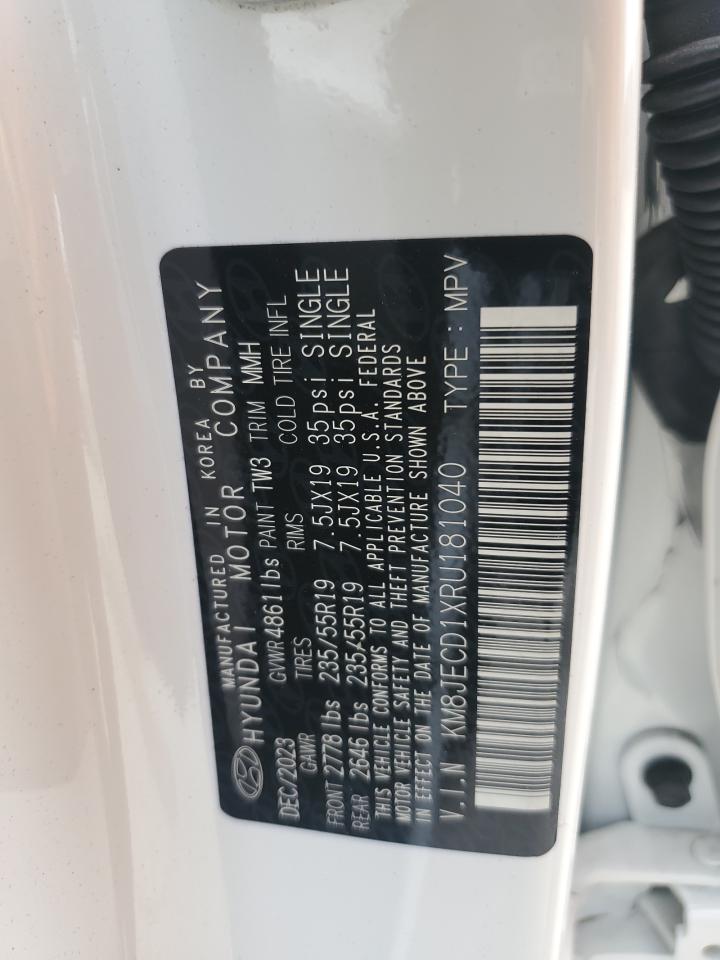 MANUFACTURED IN KOREA BY
HYUNDAI MOTOR COMPANY
DEC/2023 GVWR 4861 lbs PAINT TW3 TRIM MMH
GAWR TIRES RIMS COLD TIRE INFL
FRONT 2778 lbs 235/55R19 7.5JX19 35psi SINGLE
REAR 2646 lbs 235/55R19 7.5JX19 35psi SINGLE
THIS VEHICLE CONFORMS TO ALL APPLICABLE U.S.A. FEDERAL
MOTOR VEHICLE SAFETY AND THEFT PREVENTION STANDARDS
IN EFFECT ON THE DATE OF MANUFACTURE SHOWN ABOVE
V.I.N KM8JECD1XRU181040 TYPE : MPV